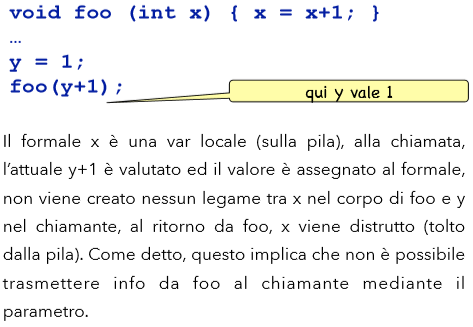 void foo (int x) { x = x+1; }
…
y = 1;
foo(y+1);
qui y vale 1
Il formale x è una var locale (sulla pila), alla chiamata,
l’attuale y+1 è valutato ed il valore è assegnato al formale,
non viene creato nessun legame tra x nel corpo di foo e y
nel chiamante, al ritorno da foo, x viene distrutto (tolto
dalla pila). Come detto, questo implica che non è possibile
trasmettere info da foo al chiamante mediante il
parametro.